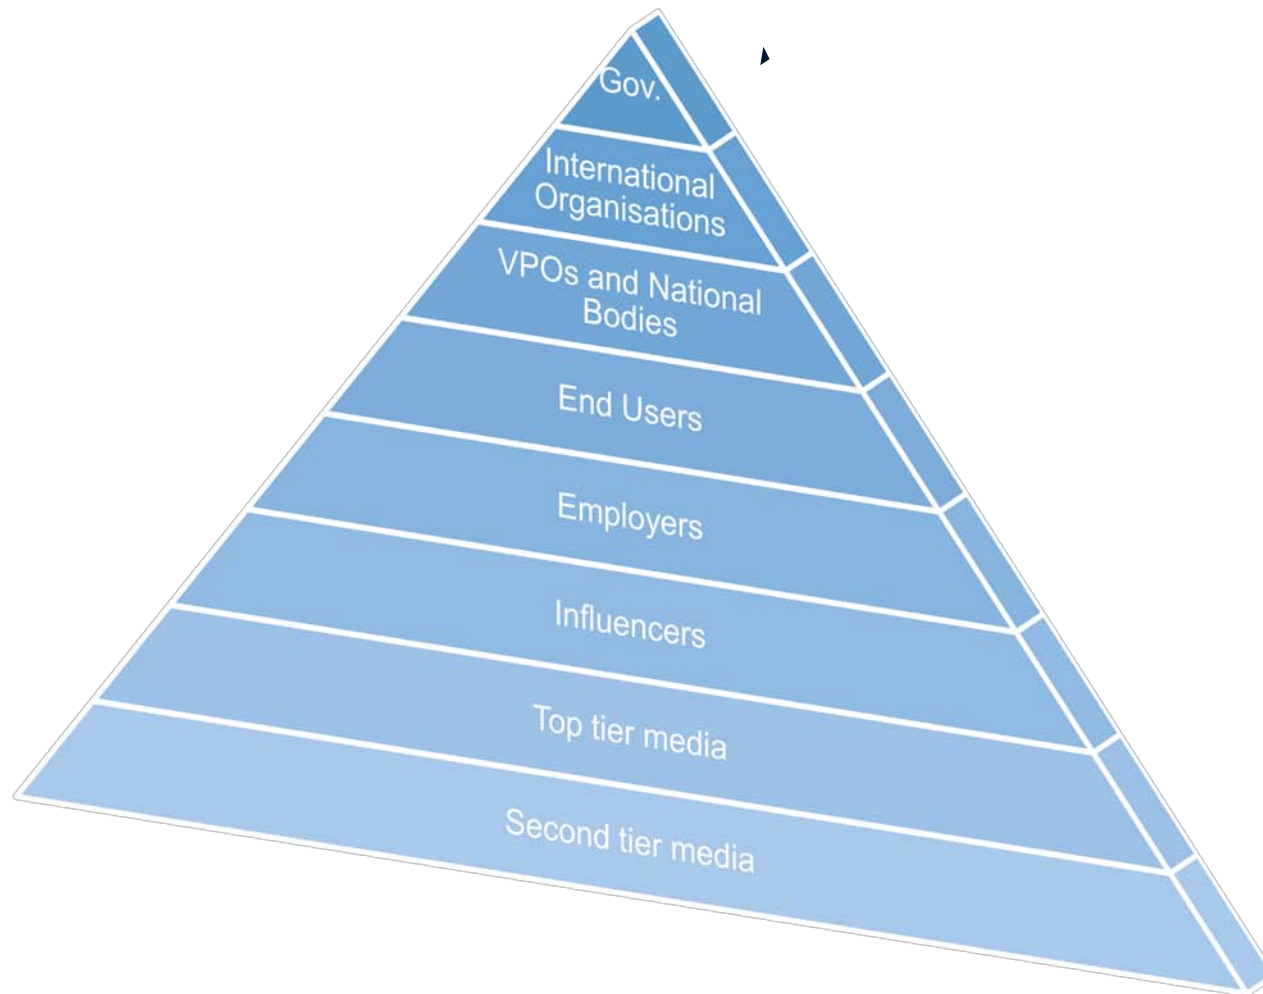 Gov.
International
Organisations
VPOs and National
Bodies
End Users
Employers
Influencers
Top tier media
Second tier media